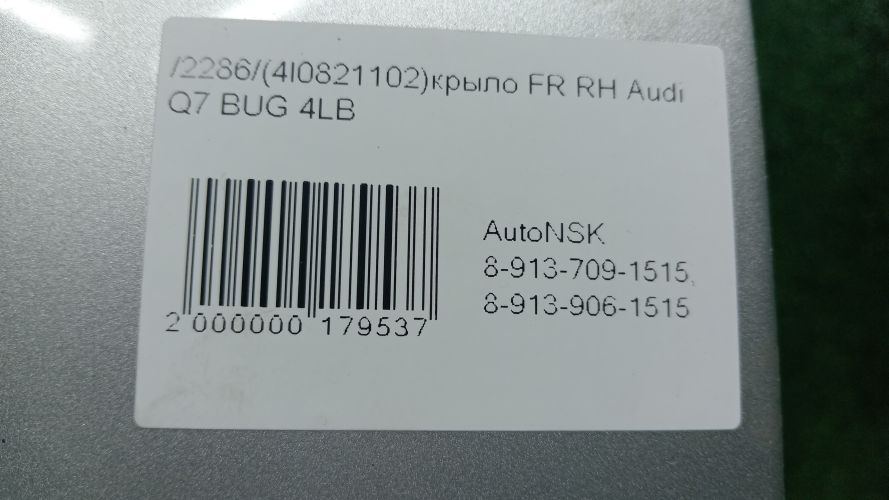 /2286/(4l0821102)крыло FR RH Audi
Q7 BUG 4LB
AutoNSK
8-913-709-1515,
8-913-906-1515
2 000000 179537